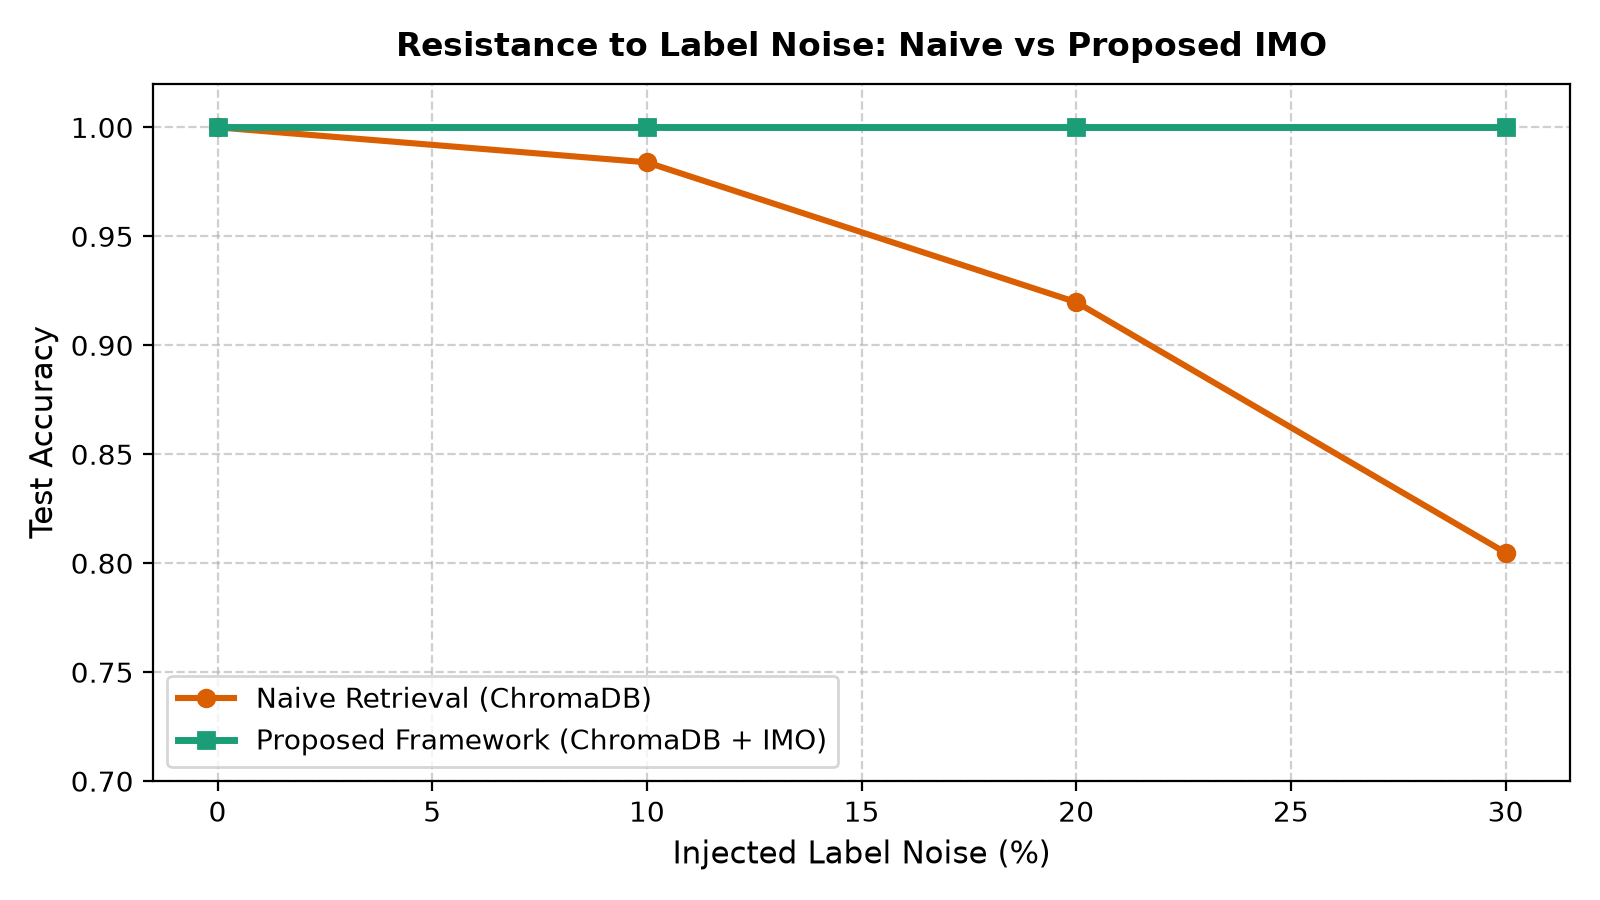 Resistance to Label Noise: Naive vs Proposed IMO
Test Accuracy
1.00
0.95
0.90
0.85
0.80
0.75
0.70
Naive Retrieval (ChromaDB)
Proposed Framework (ChromaDB + IMO)
0 5 10 15 20 25 30
Injected Label Noise (%)